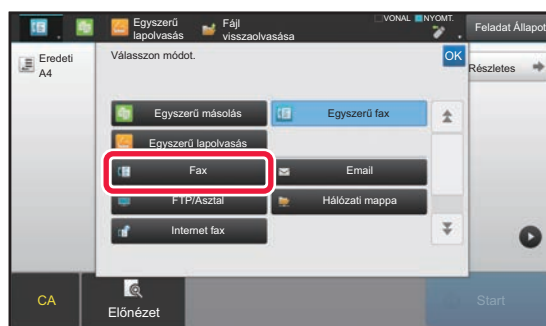 Egyszerű
lapolvasás
Fájl
visszaolvasása
VONAL
NYOMT.
Feladat Állapot
Eredeti
A4
Válasszon módot.
OK
Részletes
Egyszerű másolás
Egyszerű fax
Egyszerű lapolvasás
Fax
Email
FTP/Asztal
Hálózati mappa
Internet fax
CA
Előnézet
Start